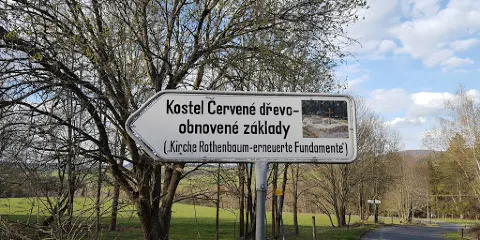 Kostel Červené dřevo-
obnovené základy
(„Kirche Rothenbaum-erneuerte Fundamente")